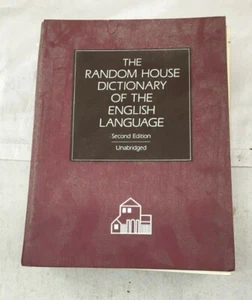 THE
RANDOM HOUSE
DICTIONARY
OF THE
ENGLISH
LANGUAGE
Second Edition
Unabridged